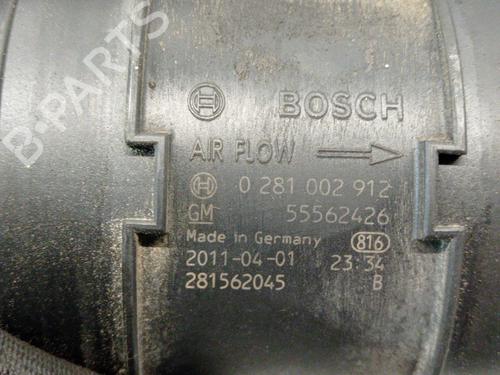 B-PARTS
BOSCH
AIR FLOW
0 281 002 912
GM 55562426
Made in Germany 816
2011-04-01 23 34
281562045 B